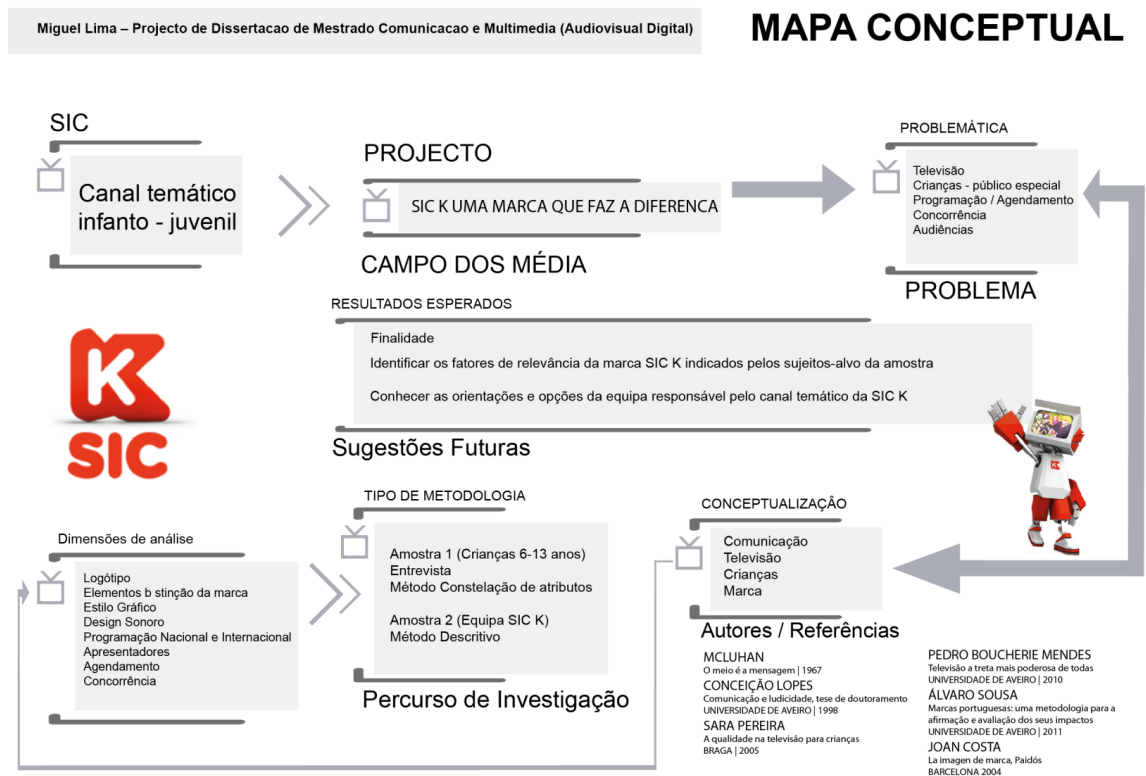 Miguel Lima – Projecto de Dissertacao de Mestrado Comunicacao e Multimedia (Audiovisual Digital)
MAPA CONCEPTUAL
SIC
Canal temático
infanto - juvenil
PROJECTO
SIC K UMA MARCA QUE FAZ A DIFERENCA
CAMPO DOS MÉDIA
PROBLEMÁTICA
Televisão
Crianças - público especial
Programação / Agendamento
Concorrência
Audiências
PROBLEMA
RESULTADOS ESPERADOS
Finalidade
Identificar os fatores de relevância da marca SIC K indicados pelos sujeitos-alvo da amostra
Conhecer as orientações e opções da equipa responsável pelo canal temático da SIC K
Sugestões Futuras
K
SIC
K
Dimensões de análise
Logótipo
Elementos b stinção da marca
Estilo Gráfico
Design Sonoro
Programação Nacional e Internacional
Apresentadores
Agendamento
Concorrência
TIPO DE METODOLOGIA
Amostra 1 (Crianças 6-13 anos)
Entrevista
Método Constelação de atributos
Amostra 2 (Equipa SIC K)
Método Descritivo
Percurso de Investigação
CONCEPTUALIZAÇÂO
Comunicação
Televisão
Crianças
Marca
Autores / Referências
MCLUHAN
O meio é a mensagem | 1967
CONCEIÇÃO LOPES
Comunicação e ludicidade, tese de doutoramento
UNIVERSIDADE DE AVEIRO | 1998
SARA PEREIRA
A qualidade na televisão para crianças
BRAGA | 2005
PEDRO BOUCHERIE MENDES
Televisão a treta mais poderosa de todas
UNIVERSIDADE DE AVEIRO | 2010
ÁLVARO SOUSA
Marcas portuguesas: uma metodologia para a
afirmação e avaliação dos seus impactos
UNIVERSIDADE DE AVEIRO | 2011
JOAN COSTA
La imagen de marca, Paidós
BARCELONA 2004